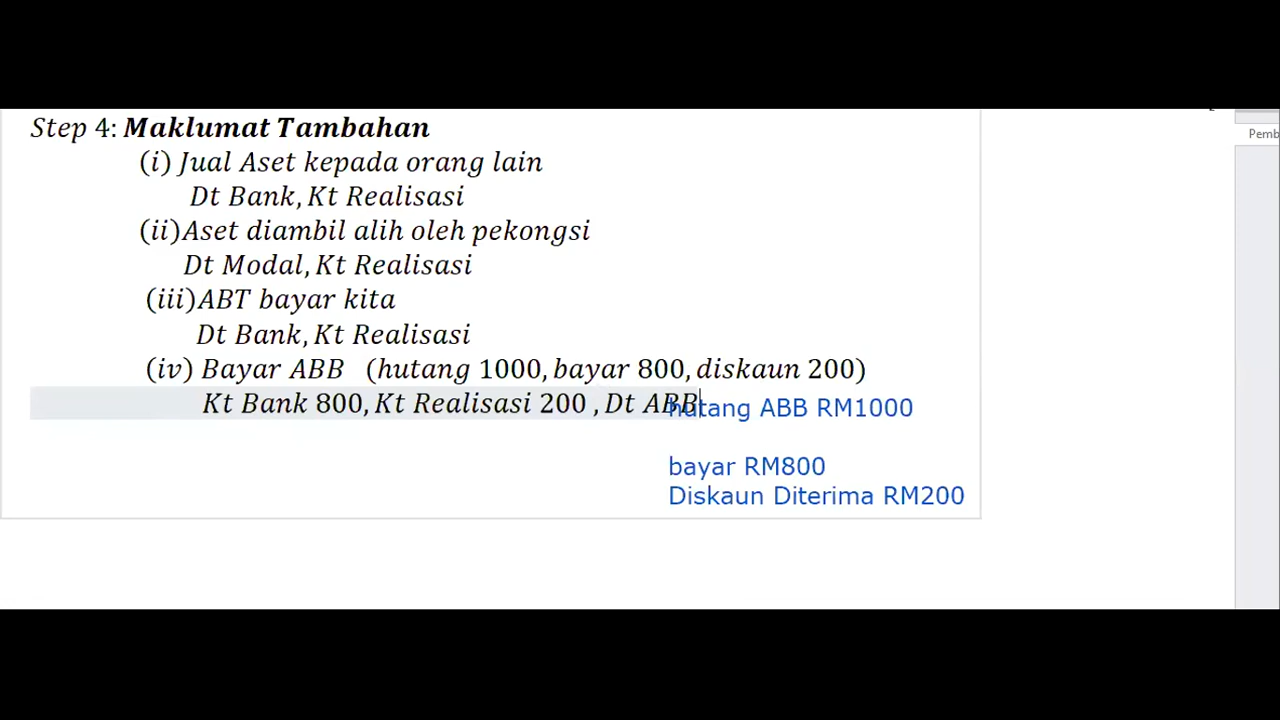 Step 4: Maklumat Tambahan
Pemb
(i) Jual Aset kepada orang lain
Dt Bank, Kt Realisasi
(ii) Aset diambil alih oleh pekongsi
Dt Modal, Kt Realisasi
(iii) ABT bayar kita
Dt Bank, Kt Realisasi
(iv) Bayar ABB (hutang 1000, bayar 800, diskaun 200)
Kt Bank 800, Kt Realisasi 200 , Dt ABB
hutang ABB RM1000
bayar RM800
Diskaun Diterima RM200